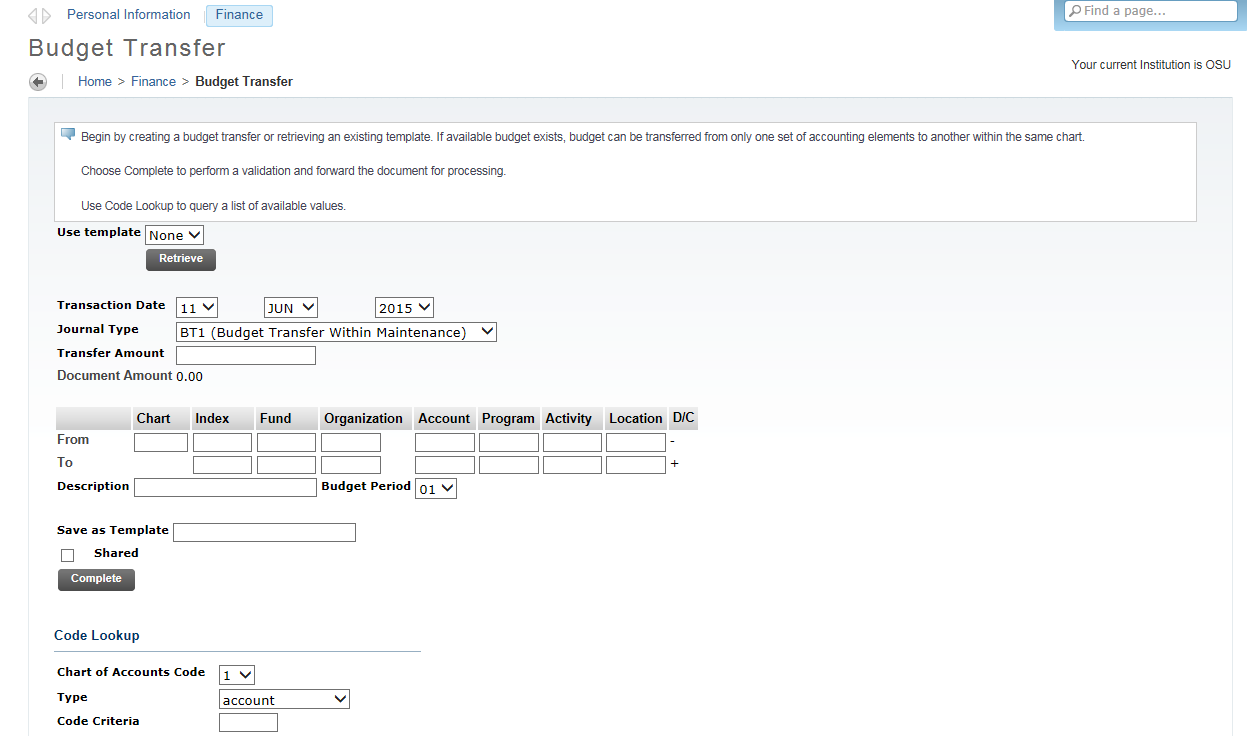 Personal Information Finance
Find a page...
Budget Transfer
Your current Institution is OSU
Home > Finance > Budget Transfer
Begin by creating a budget transfer or retrieving an existing template. If available budget exists, budget can be transferred from only one set of accounting elements to another within the same chart.
Choose Complete to perform a validation and forward the document for processing.
Use Code Lookup to query a list of available values.
Use template None
Retrieve
Transaction Date 11 JUN 2015
Journal Type BT1 (Budget Transfer Within Maintenance)
Transfer Amount
Document Amount 0.00
Chart Index Fund Organization Account Program Activity Location D/C
From -
To +
Description Budget Period 01
Save as Template
Shared
Complete
Code Lookup
Chart of Accounts Code 1
Type account
Code Criteria